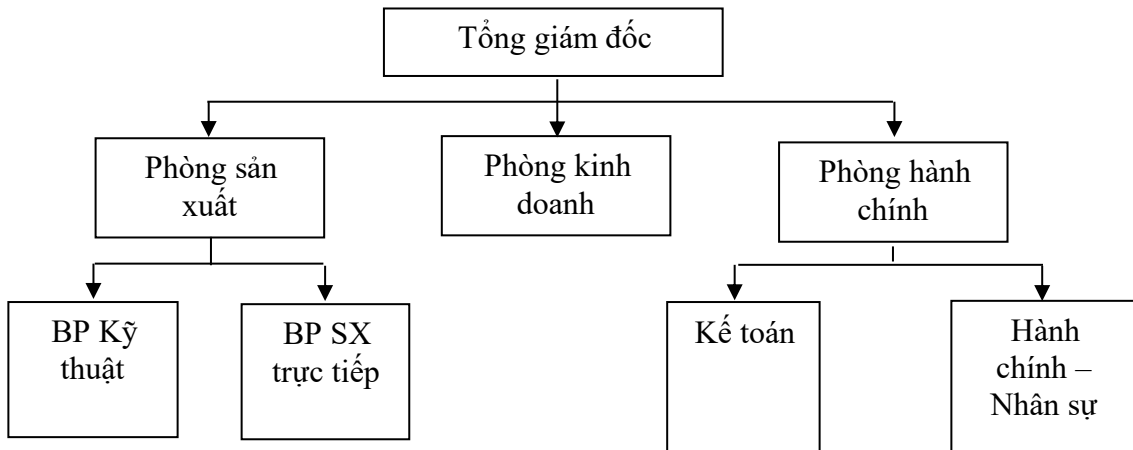 Tổng giám đốc
Phòng sản
xuất
Phòng kinh
doanh
Phòng hành
chính
BP Kỹ
thuật
BP SX
trực tiếp
Kế toán
Hành
chính –
Nhân sự